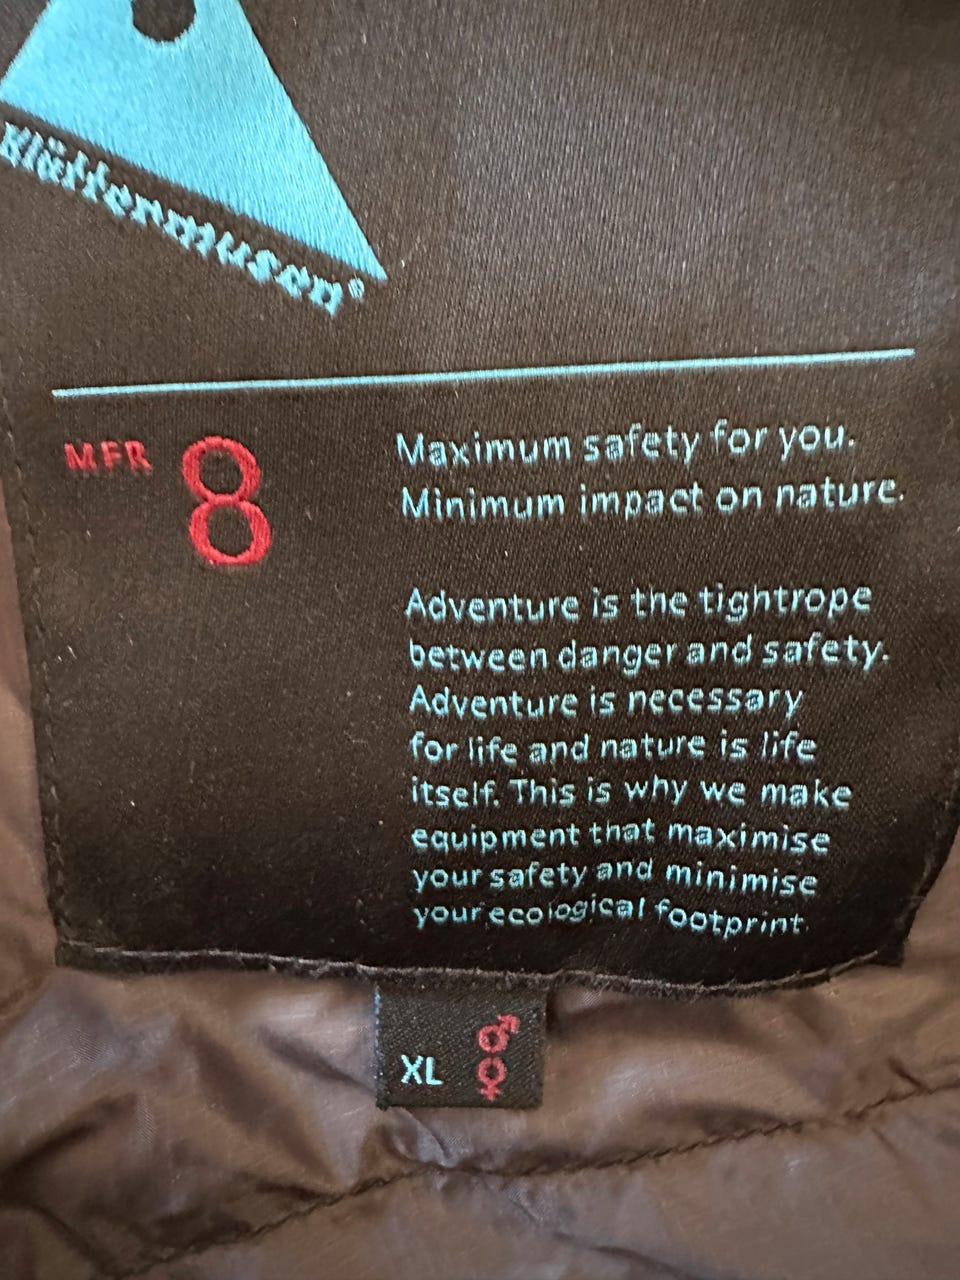 Klättermusen®
MFR 8
Maximum safety for you.
Minimum impact on nature.
Adventure is the tightrope
between danger and safety.
Adventure is necessary
for life and nature is life
itself. This is why we make
equipment that maximise
your safety and minimise
your ecological footprint.
XL